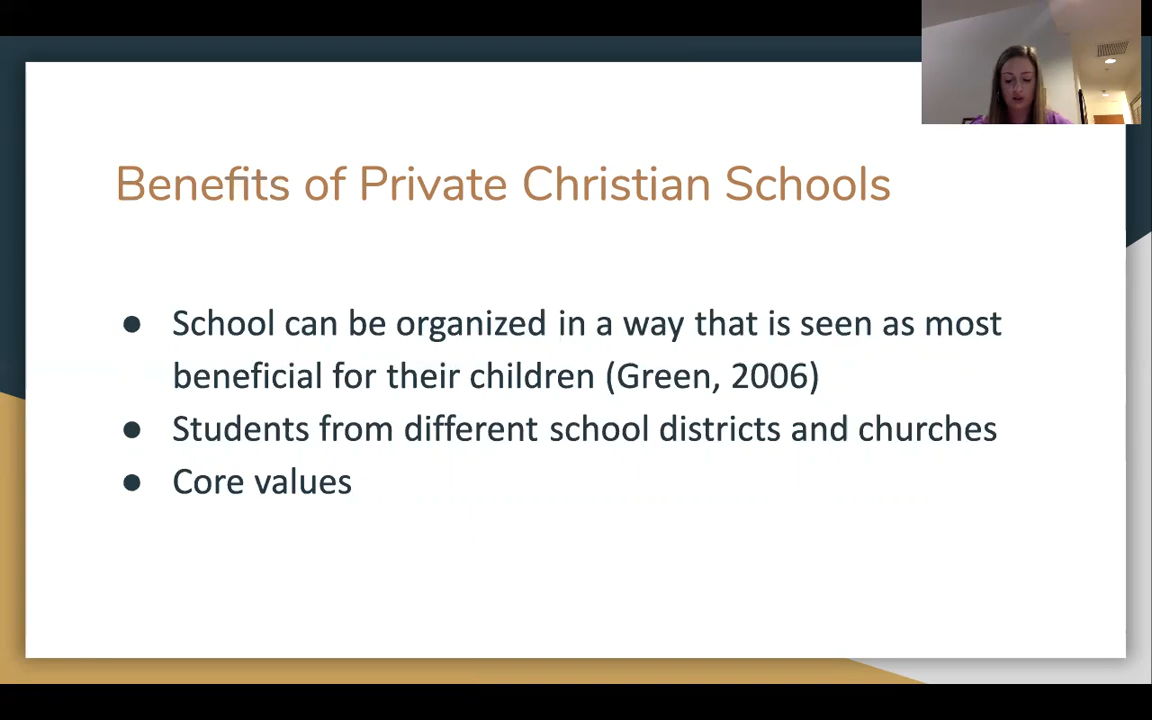 Benefits of Private Christian Schools
● School can be organized in a way that is seen as most
beneficial for their children (Green, 2006)
● Students from different school districts and churches
● Core values